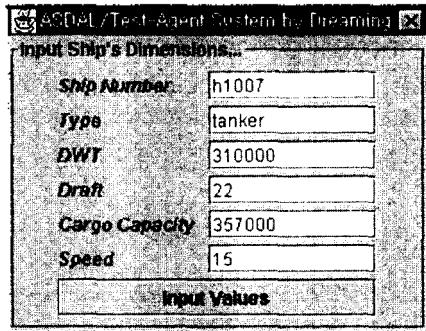 ASDAL/Test-Agent System by Dreaming
Input Ship's Dimensions...
Ship Number h1007
Type tanker
DWT 310000
Draft 22
Cargo Capacity 357000
Speed 15
Input Values